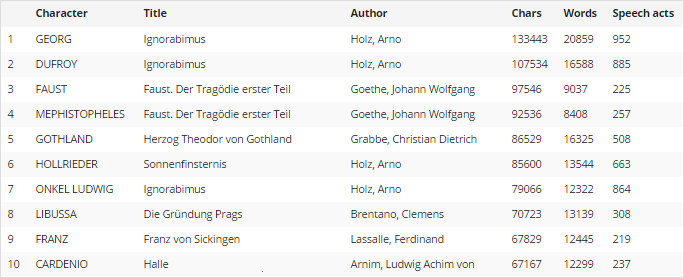 Character Title Author Chars Words Speech acts
1 GEORG Ignorabimus Holz, Arno 133443 20859 952
2 DUFROY Ignorabimus Holz, Arno 107534 16588 885
3 FAUST Faust. Der Tragödie erster Teil Goethe, Johann Wolfgang 97546 9037 225
4 MEPHISTOPHELES Faust. Der Tragödie erster Teil Goethe, Johann Wolfgang 92536 8408 257
5 GOTHLAND Herzog Theodor von Gothland Grabbe, Christian Dietrich 86529 16325 508
6 HOLLRIEDER Sonnenfinsternis Holz, Arno 85600 13544 663
7 ONKEL LUDWIG Ignorabimus Holz, Arno 79066 12322 864
8 LIBUSSA Die Gründung Prags Brentano, Clemens 70723 13139 308
9 FRANZ Franz von Sickingen Lassalle, Ferdinand 67829 12445 219
10 CARDENIO Halle Arnim, Ludwig Achim von 67167 12299 237